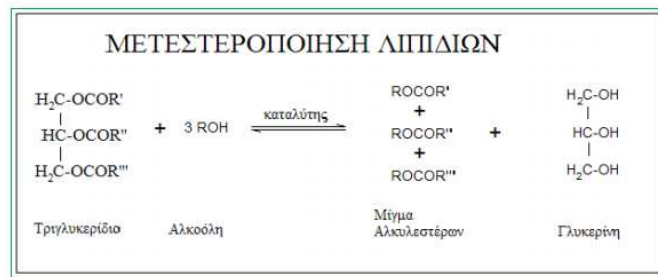 ΜΕΤΕΣΤΕΡΟΠΟΙΗΣΗ ΛΙΠΙΔΙΩΝ
H₂C-OCOR'
HC-OCOR''
H₂C-OCOR'''
+ 3 ROH
καταλύτης
ROCOR'
+
ROCOR''
+
ROCOR'''
+
H₂C-OH
HC-OH
H₂C-OH
Τριγλυκερίδιο
Αλκοόλη
Μίγμα
Αλκυλεστέρων
Γλυκερίνη